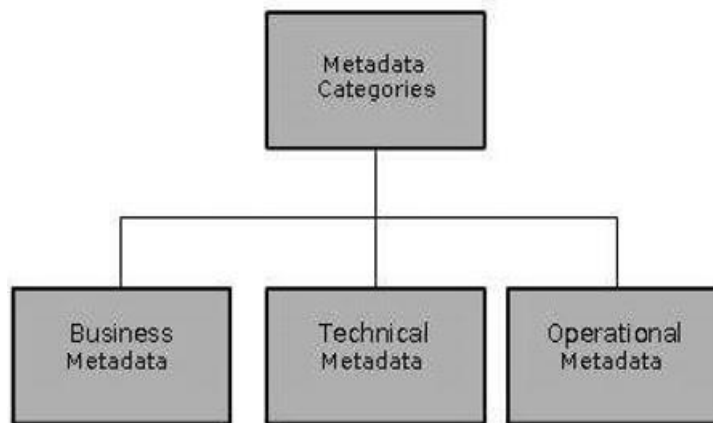 Metadata
Categories
Business
Metadata
Technical
Metadata
Operational
Metadata